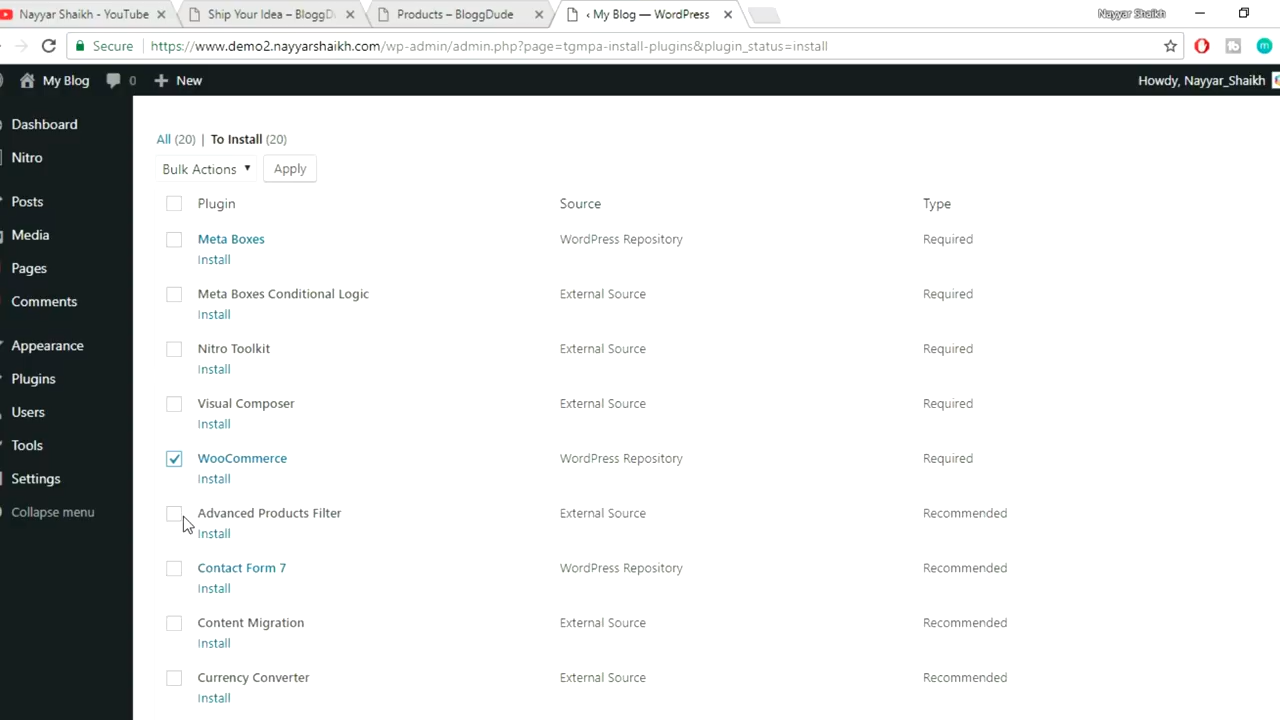 Nayyar Shaikh - YouTube
Ship Your Idea – BloggD
Products – BloggDude
‹ My Blog — WordPress
Nayyar Shaikh
Secure
https://www.demo2.nayyarshaikh.com/wp-admin/admin.php?page=tgmpa-install-plugins&plugin_status=install
My Blog
0
New
Howdy, Nayyar_Shaikh
Dashboard
Nitro
Posts
Media
Pages
Comments
Appearance
Plugins
Users
Tools
Settings
Collapse menu
All (20) | To Install (20)
Bulk Actions
Apply
Plugin Source Type
Meta Boxes WordPress Repository Required
Install
Meta Boxes Conditional Logic External Source Required
Install
Nitro Toolkit External Source Required
Install
Visual Composer External Source Required
Install
WooCommerce WordPress Repository Required
Install
Advanced Products Filter External Source Recommended
Install
Contact Form 7 WordPress Repository Recommended
Install
Content Migration External Source Recommended
Install
Currency Converter External Source Recommended
Install